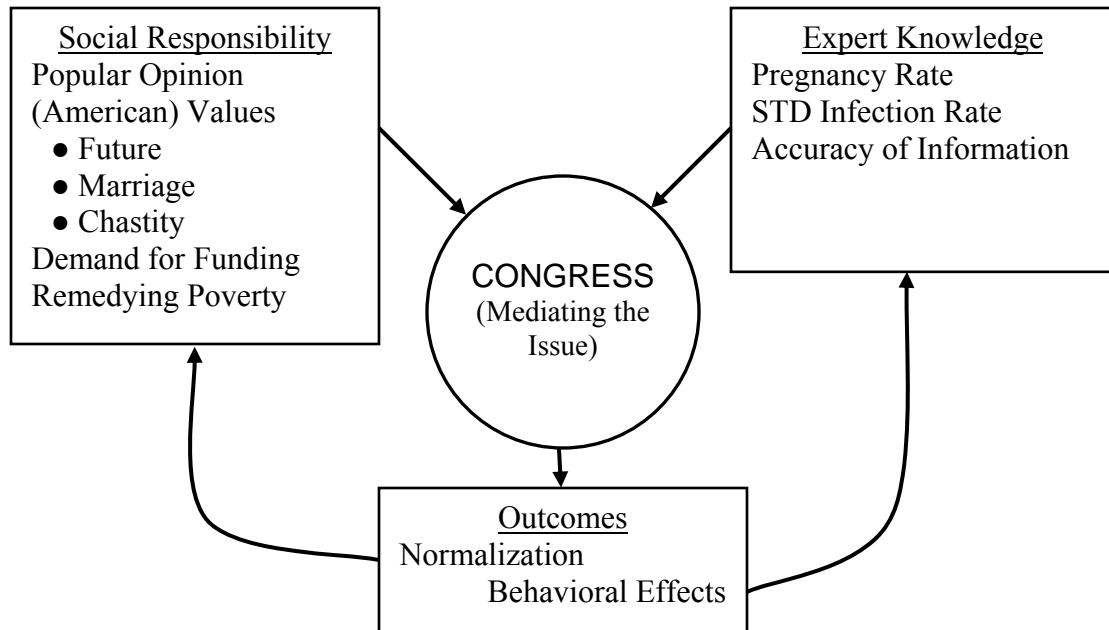 Social Responsibility
Popular Opinion
(American) Values
● Future
● Marriage
● Chastity
Demand for Funding
Remedying Poverty
Expert Knowledge
Pregnancy Rate
STD Infection Rate
Accuracy of Information
CONGRESS
(Mediating the
Issue)
Outcomes
Normalization
Behavioral Effects